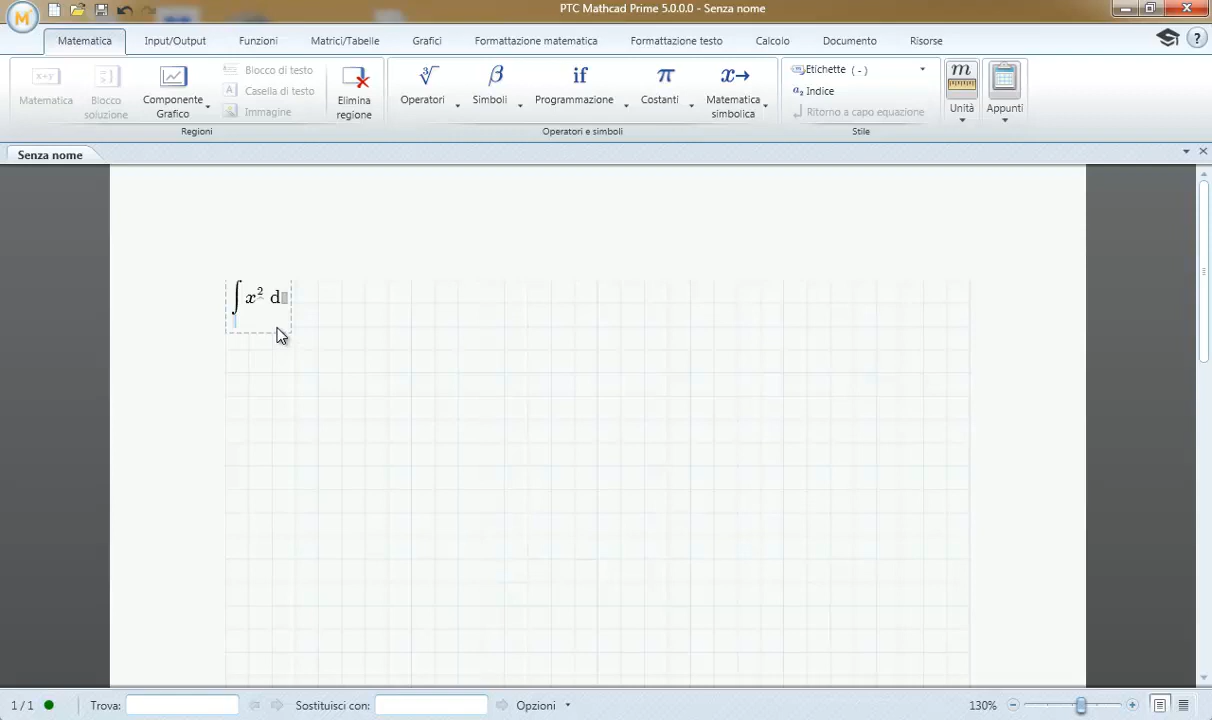 PTC Mathcad Prime 5.0.0.0 - Senza nome
Matematica Input/Output Funzioni Matrici/Tabelle Grafici Formattazione matematica Formattazione testo Calcolo Documento Risorse ?
x+y Matematica
Blocco soluzione
Componente Grafico
Blocco di testo
A Casella di testo
Immagine
Elimina regione
Regioni
∛ Operatori
β Simboli
if Programmazione
π Costanti
x→ Matematica simbolica
Operatori e simboli
Etichette ( - )
a₂ Indice
Ritorno a capo equazione
Stile
m Unità
Appunti
Senza nome
∫ x² d
1 / 1 Trova: Sostituisci con: Opzioni 130%